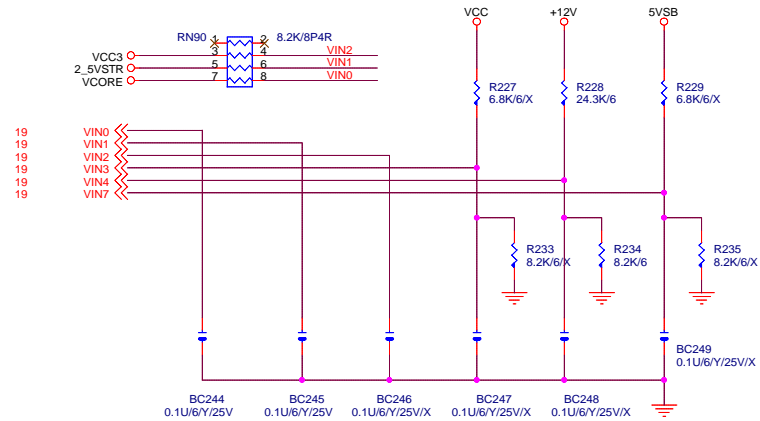 VCC +12V 5VSB
RN90 1 2 8.2K/8P4R
VCC3 3 4 VIN2
2_5VSTR 5 6 VIN1
VCORE 7 8 VIN0
R227 R228 R229
6.8K/6/X 24.3K/6 6.8K/6/X
19 VIN0
19 VIN1
19 VIN2
19 VIN3
19 VIN4
19 VIN7
R233 R234 R235
8.2K/6/X 8.2K/6 8.2K/6/X
BC249
0.1U/6/Y/25V/X
BC244 BC245 BC246 BC247 BC248
0.1U/6/Y/25V 0.1U/6/Y/25V 0.1U/6/Y/25V/X 0.1U/6/Y/25V/X 0.1U/6/Y/25V/X